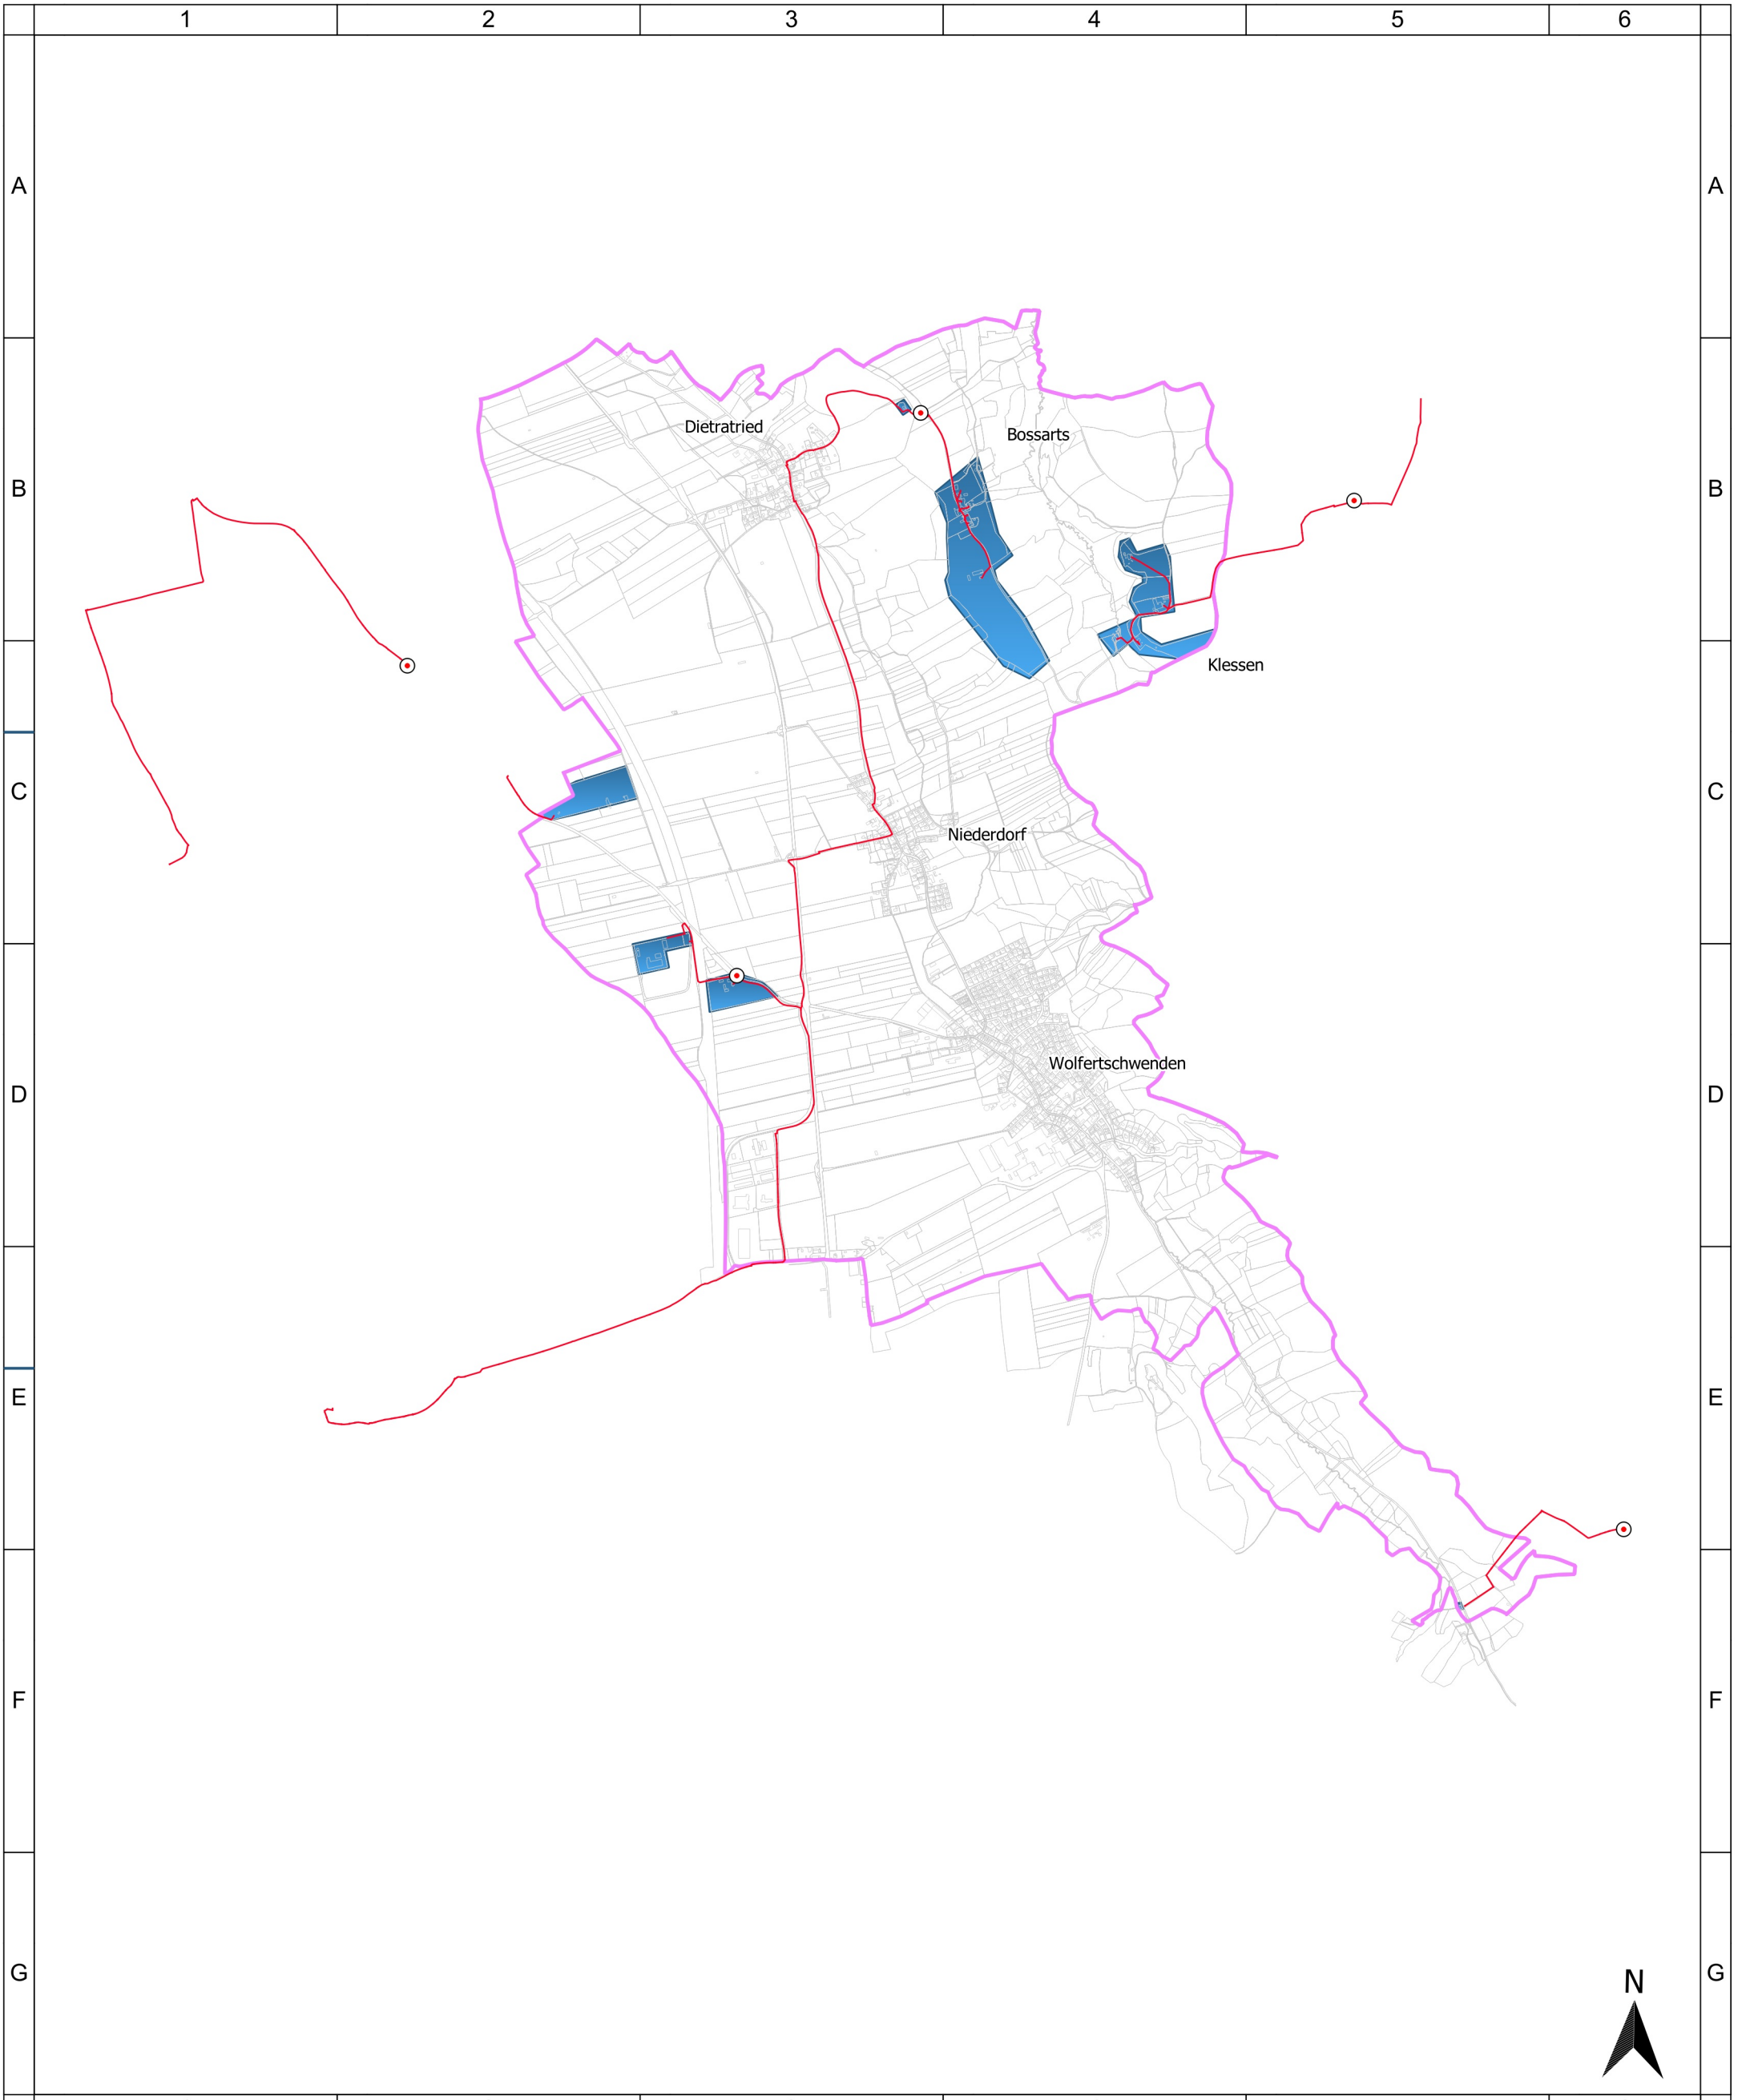 1 2 3 4 5 6
A A
Dietratried
Bossarts
B B
Klessen
C C
Niederdorf
Wolfertschwenden
D D
E E
F F
G G
N